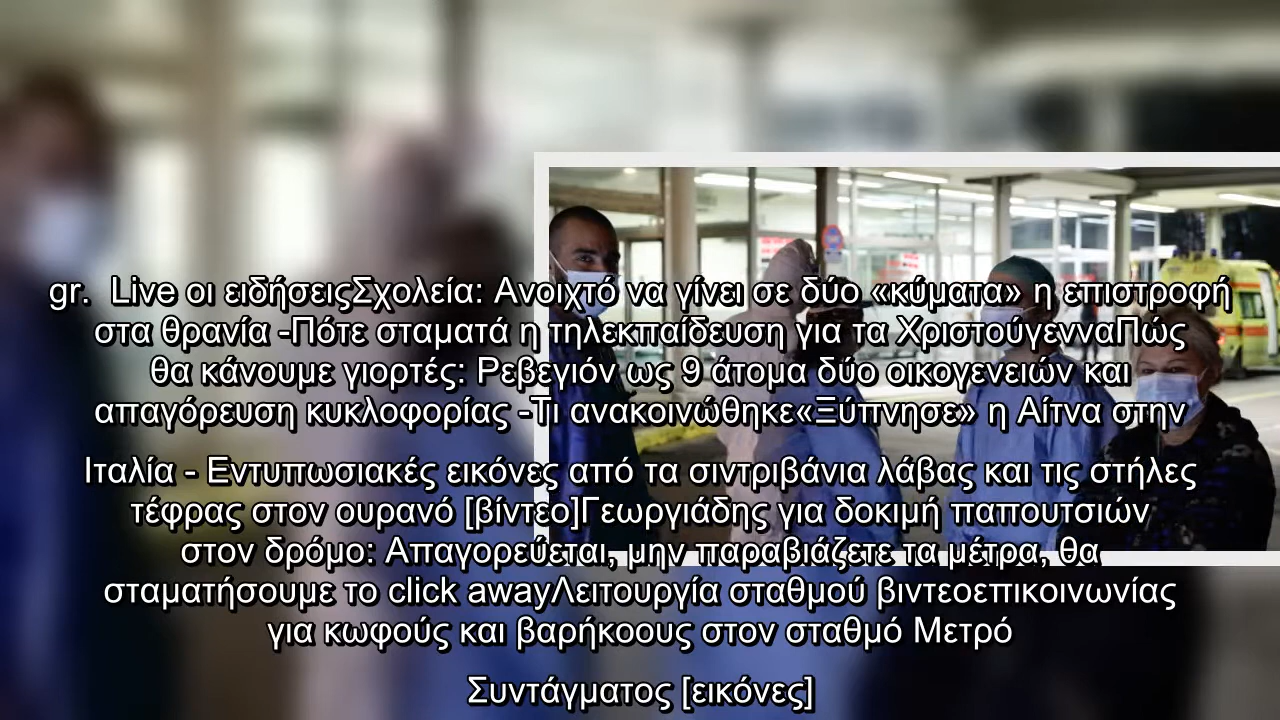 gr.  Live οι ειδήσειςΣχολεία: Ανοιχτό να γίνει σε δύο «κύματα» η επιστροφή
στα θρανία -Πότε σταματά η τηλεκπαίδευση για τα ΧριστούγενναΠώς
θα κάνουμε γιορτές: Ρεβεγιόν ως 9 άτομα δύο οικογενειών και
απαγόρευση κυκλοφορίας -Τι ανακοινώθηκε«Ξύπνησε» η Αίτνα στην
Ιταλία - Εντυπωσιακές εικόνες από τα σιντριβάνια λάβας και τις στήλες
τέφρας στον ουρανό [βίντεο]Γεωργιάδης για δοκιμή παπουτσιών
στον δρόμο: Απαγορεύεται, μην παραβιάζετε τα μέτρα, θα
σταματήσουμε το click awayΛειτουργία σταθμού βιντεοεπικοινωνίας
για κωφούς και βαρήκοους στον σταθμό Μετρό
Συντάγματος [εικόνες]